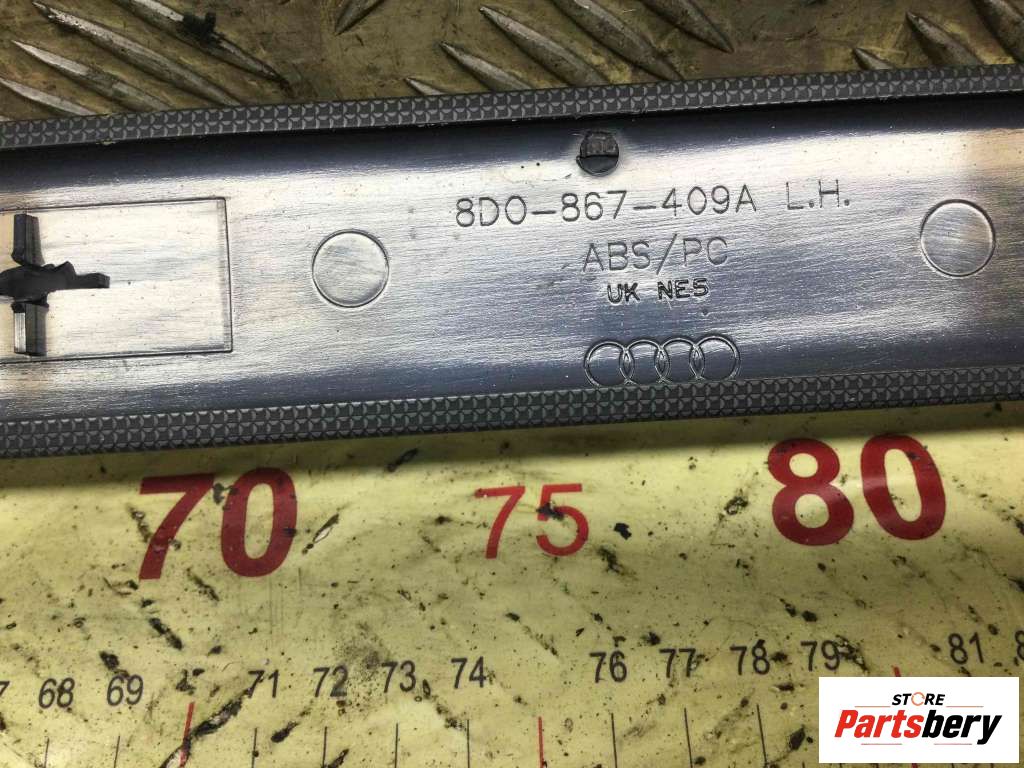 8D0-867-409A L.H.
ABS/PC
UK NES
70 75 80
68 69 71 72 73 74 76 77 78 79 81
STORE
Partsbery